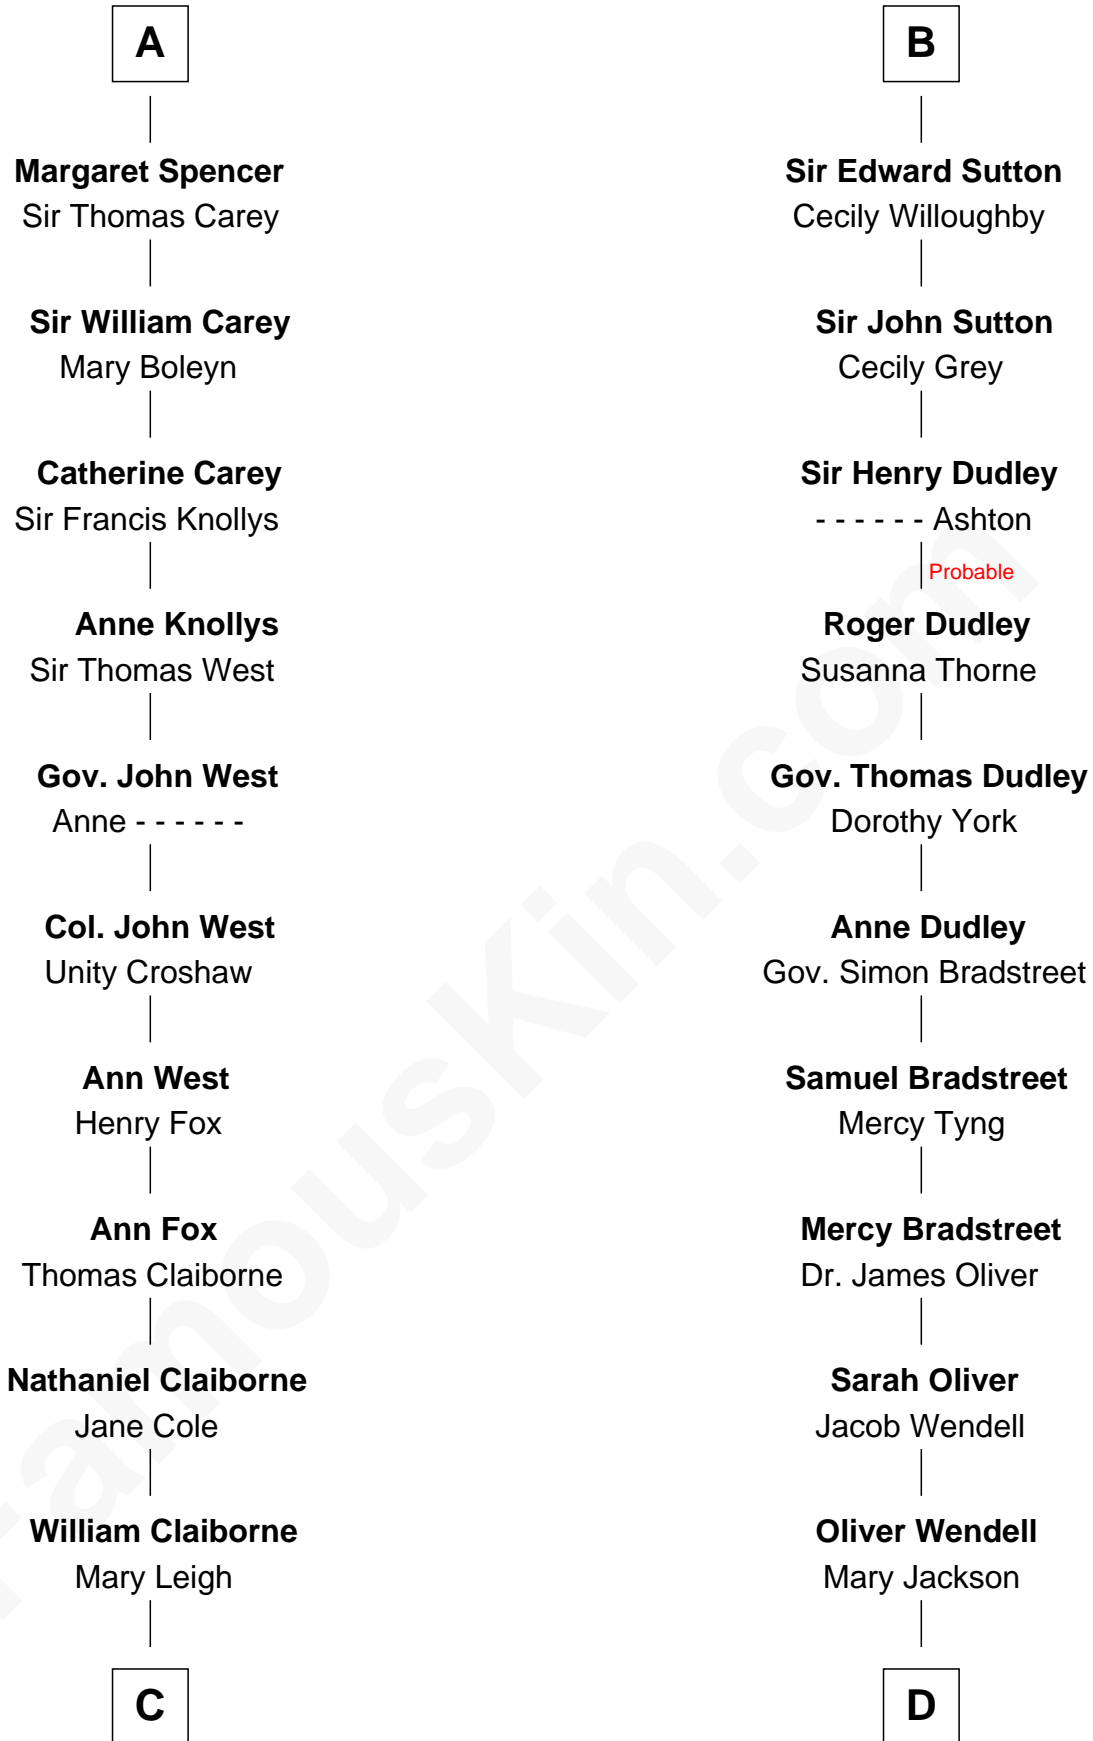 A
Margaret Spencer
Sir Thomas Carey
Sir William Carey
Mary Boleyn
Catherine Carey
Sir Francis Knollys
Anne Knollys
Sir Thomas West
Gov. John West
Anne - - - - - -
Col. John West
Unity Croshaw
Ann West
Henry Fox
Ann Fox
Thomas Claiborne
Nathaniel Claiborne
Jane Cole
William Claiborne
Mary Leigh
C
B
Sir Edward Sutton
Cecily Willoughby
Sir John Sutton
Cecily Grey
Sir Henry Dudley
- - - - - - Ashton
Probable
Roger Dudley
Susanna Thorne
Gov. Thomas Dudley
Dorothy York
Anne Dudley
Gov. Simon Bradstreet
Samuel Bradstreet
Mercy Tyng
Mercy Bradstreet
Dr. James Oliver
Sarah Oliver
Jacob Wendell
Oliver Wendell
Mary Jackson
D
FamousKin.com